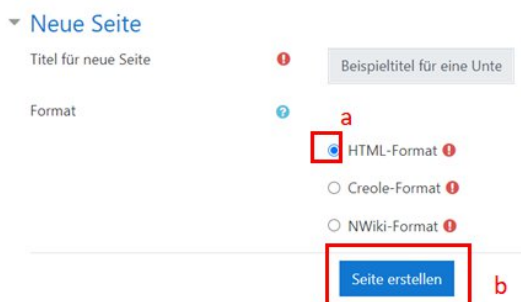 Neue Seite
Titel für neue Seite
Beispieltitel für eine Unte
Format
a
HTML-Format
Creole-Format
NWiki-Format
Seite erstellen
b